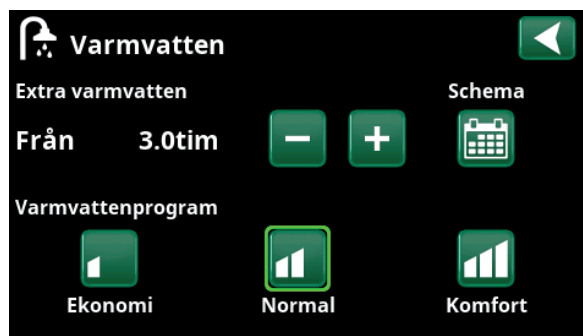 Varmvatten
Extra varmvatten Schema
Från 3.0tim − +
Varmvattenprogram
Ekonomi Normal Komfort